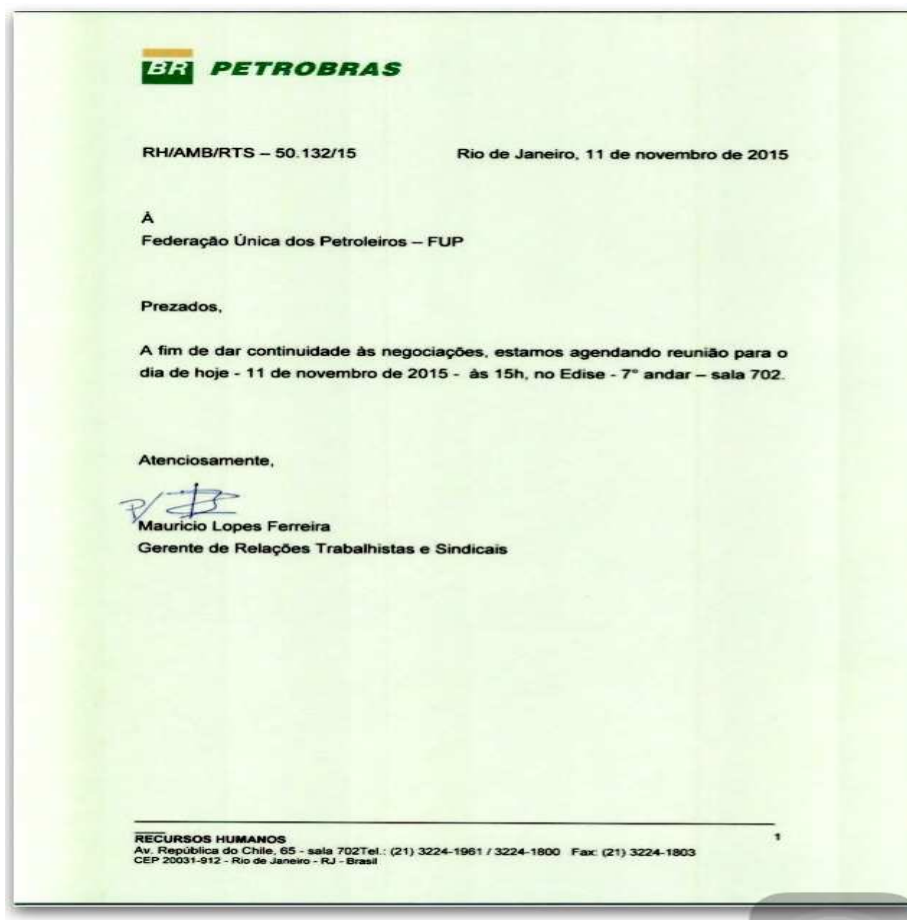 BR PETROBRAS
RH/AMB/RTS – 50.132/15 Rio de Janeiro, 11 de novembro de 2015
À
Federação Única dos Petroleiros – FUP
Prezados,
A fim de dar continuidade às negociações, estamos agendando reunião para o
dia de hoje - 11 de novembro de 2015 - às 15h, no Edise - 7° andar – sala 702.
Atenciosamente,
P/
Mauricio Lopes Ferreira
Gerente de Relações Trabalhistas e Sindicais
RECURSOS HUMANOS 1
Av. República do Chile, 65 - sala 702Tel.: (21) 3224-1961 / 3224-1800 Fax: (21) 3224-1803
CEP 20031-912 - Rio de Janeiro - RJ - Brasil